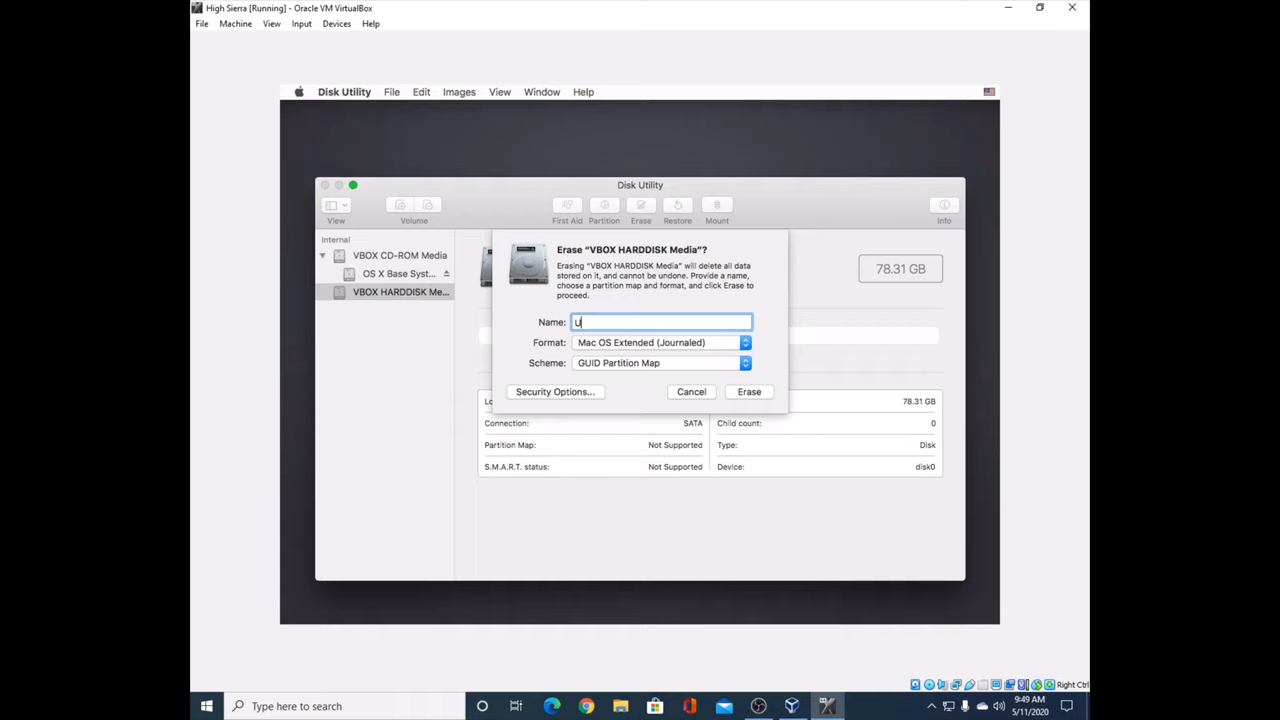 High Sierra [Running] - Oracle VM VirtualBox
File Machine View Input Devices Help
Disk Utility File Edit Images View Window Help
Disk Utility
View Volume First Aid Partition Erase Restore Mount Info
Internal
VBOX CD-ROM Media
OS X Base Syst...
VBOX HARDDISK Me...
Erase “VBOX HARDDISK Media”?
Erasing “VBOX HARDDISK Media” will delete all data
stored on it, and cannot be undone. Provide a name,
choose a partition map and format, and click Erase to
proceed.
78.31 GB
Name: U
Format: Mac OS Extended (Journaled)
Scheme: GUID Partition Map
Security Options... Cancel Erase
Lo 78.31 GB
Connection: SATA Child count: 0
Partition Map: Not Supported Type: Disk
S.M.A.R.T. status: Not Supported Device: disk0
Right Ctrl
Type here to search
9:49 AM
5/11/2020